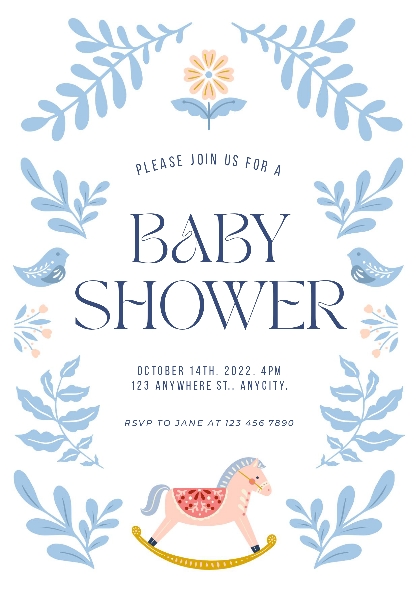 PLEASE JOIN US FOR A
BABY
SHOWER
OCTOBER 14TH. 2022. 4PM
123 ANYWHERE ST., ANYCITY.
RSVP TO JANE AT 123 456 7890